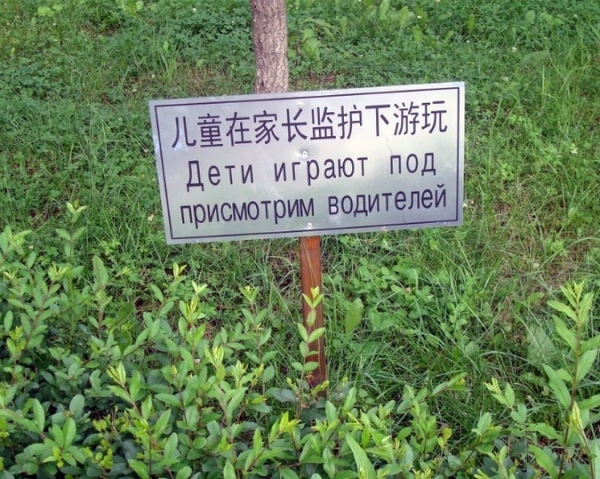 儿童在家长监护下游玩
Дети играют под
присмотрим водителей